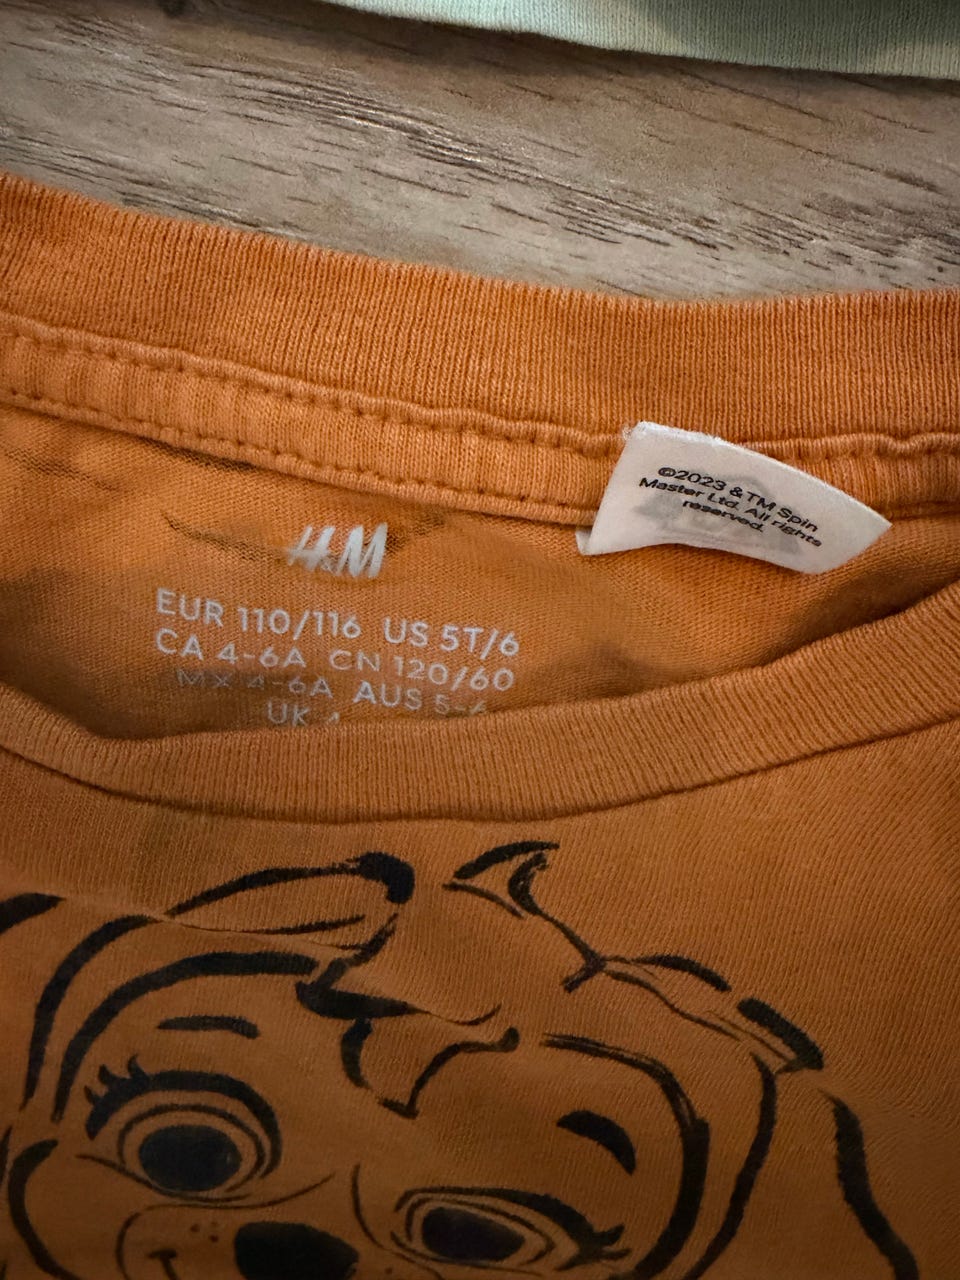 H&M
EUR 110/116 US 5T/6
CA 4-6A CN 120/60
MX 4-6A AUS 5-6
UK
©2023 & TM Spin
Master Ltd. All rights
reserved.